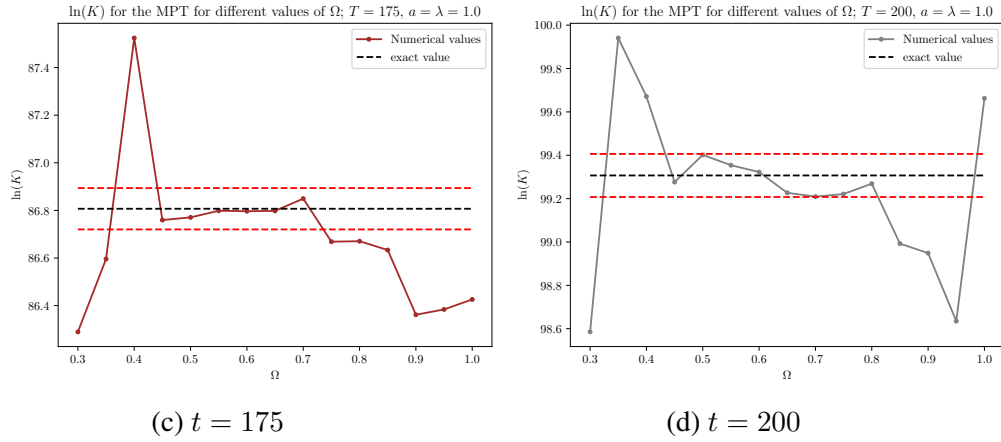 ln(K) for the MPT for different values of Ω; T = 175, a = λ = 1.0
Numerical values
exact value
ln(K)
87.4
87.2
87.0
86.8
86.6
86.4
0.3 0.4 0.5 0.6 0.7 0.8 0.9 1.0
Ω
(c) t = 175
ln(K) for the MPT for different values of Ω; T = 200, a = λ = 1.0
Numerical values
exact value
ln(K)
100.0
99.8
99.6
99.4
99.2
99.0
98.8
98.6
0.3 0.4 0.5 0.6 0.7 0.8 0.9 1.0
Ω
(d) t = 200